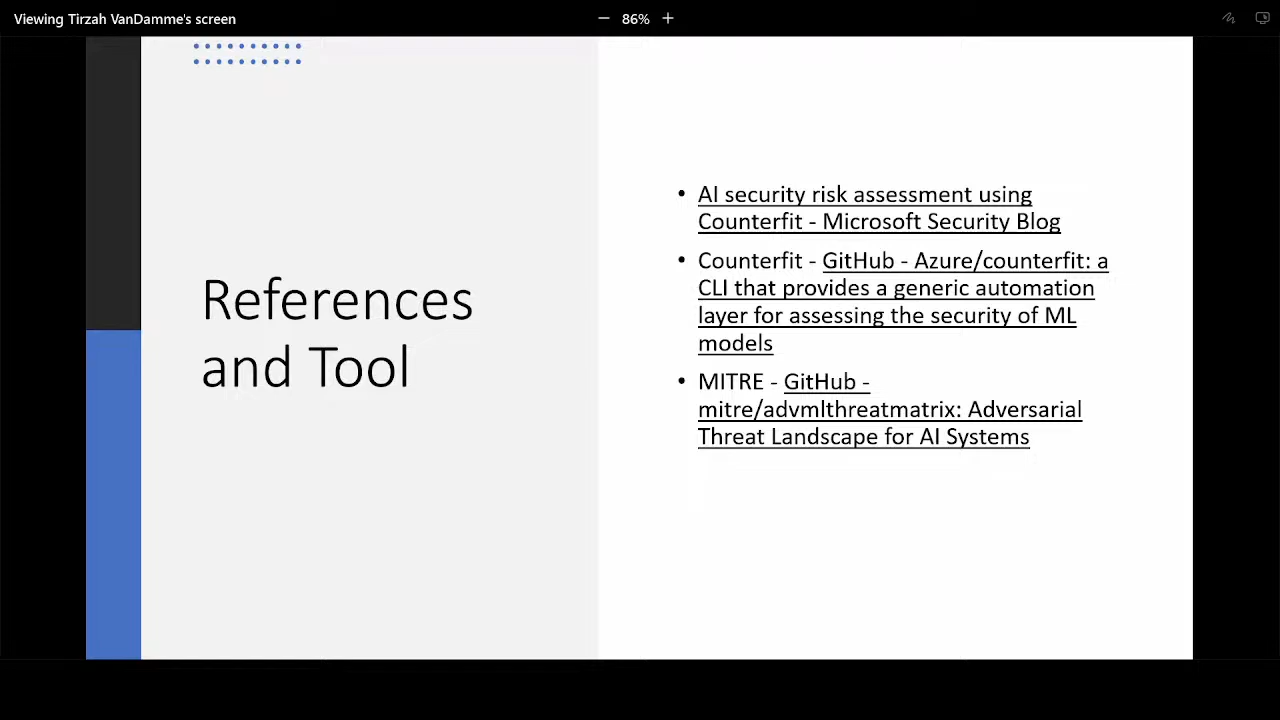 Viewing Tirzah VanDamme's screen
86%
References
and Tool
• AI security risk assessment using
Counterfit - Microsoft Security Blog
• Counterfit - GitHub - Azure/counterfit: a
CLI that provides a generic automation
layer for assessing the security of ML
models
• MITRE - GitHub -
mitre/advmlthreatmatrix: Adversarial
Threat Landscape for AI Systems